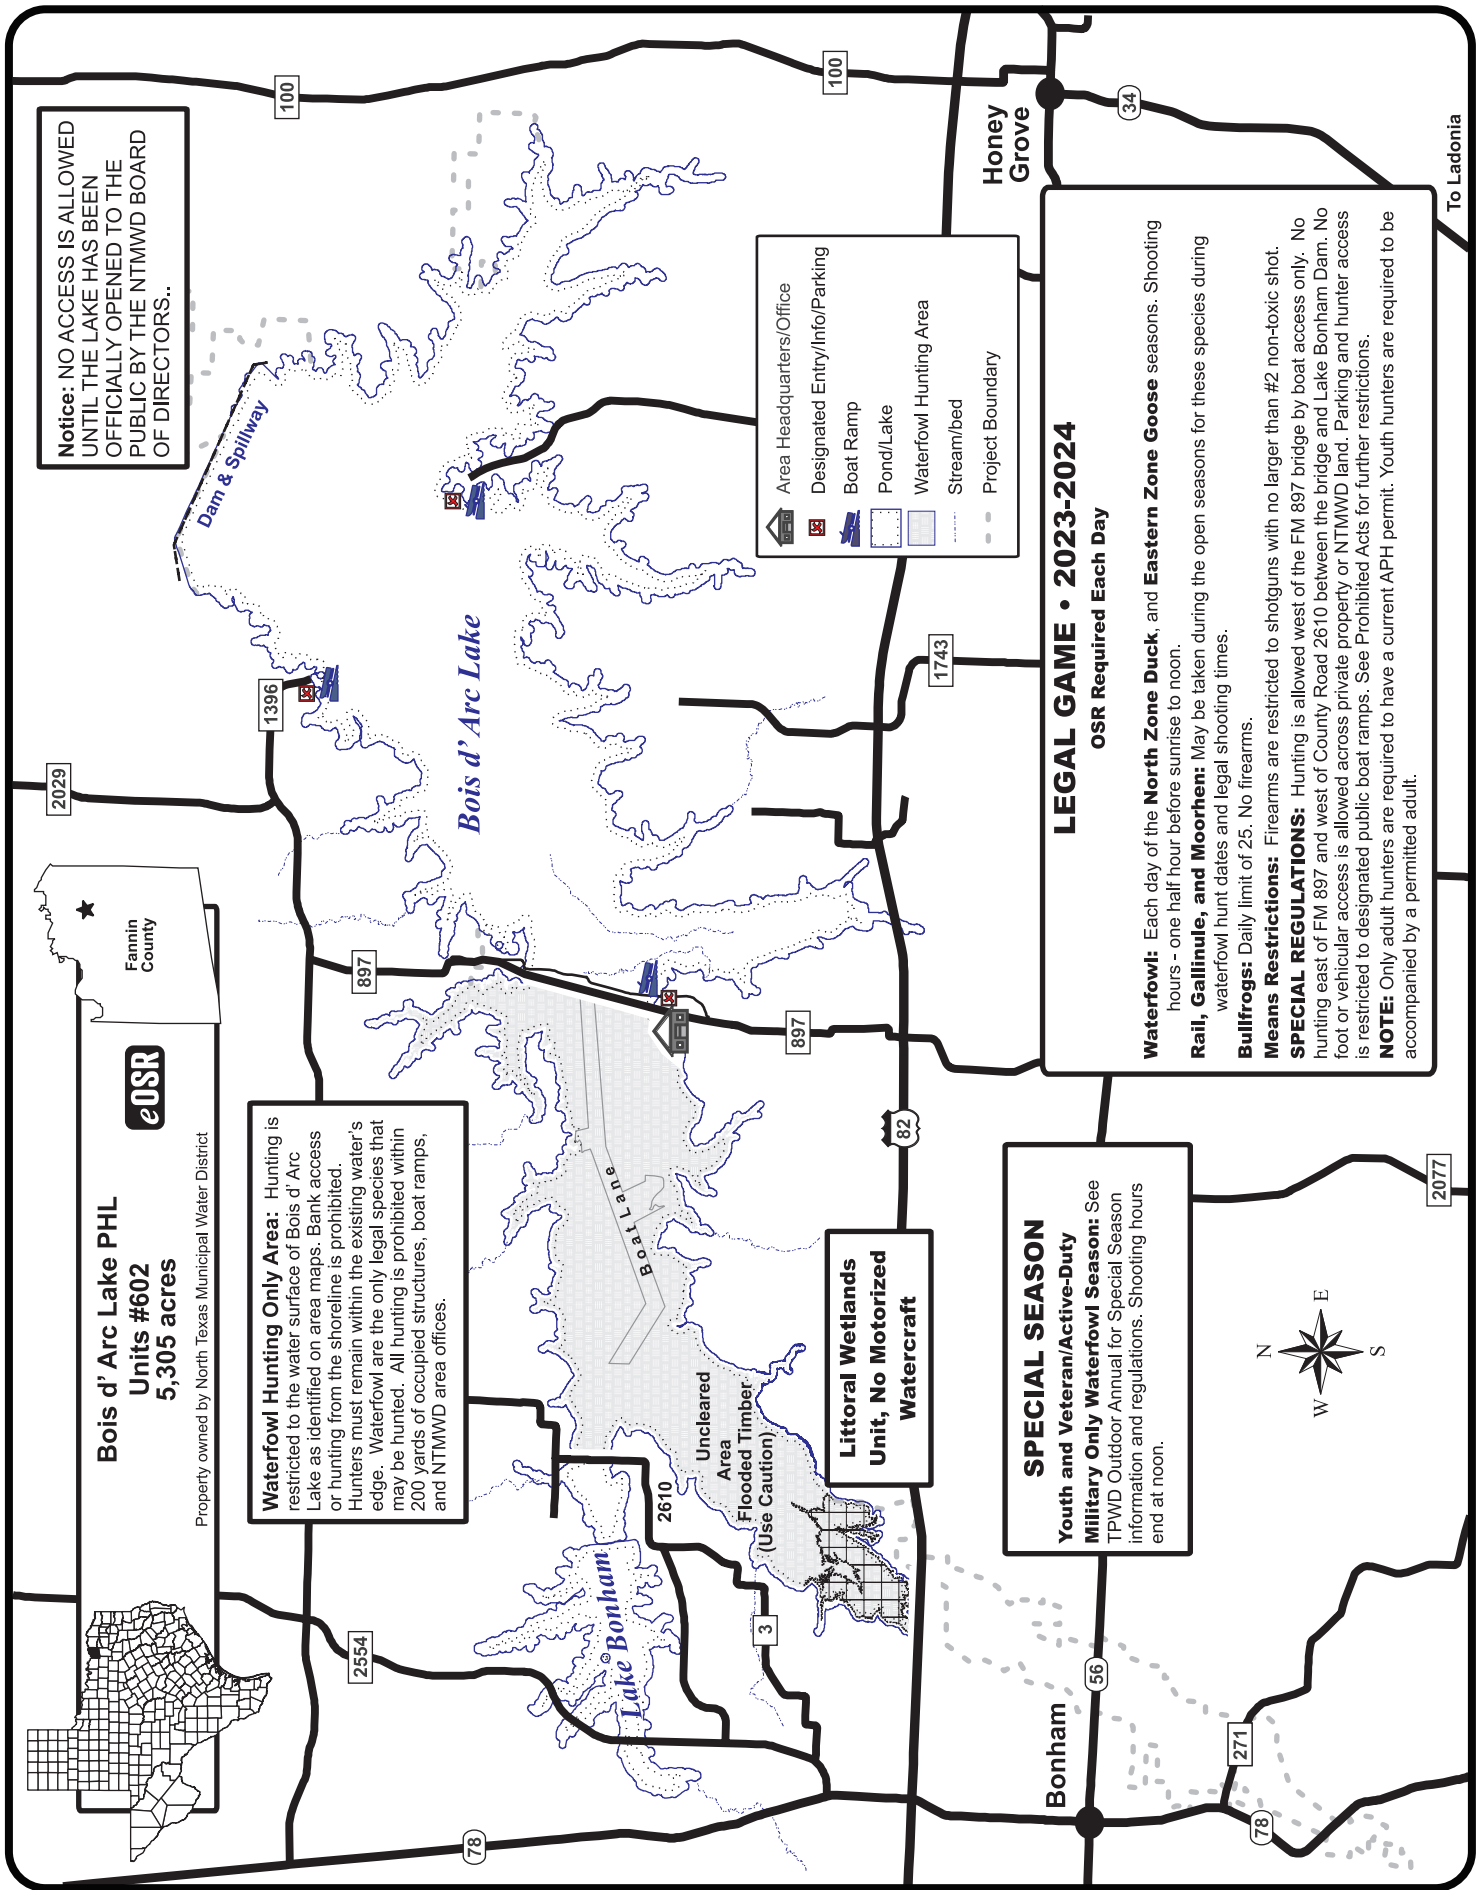 Bois d' Arc Lake PHL
Units #602
5,305 acres
Property owned by North Texas Municipal Water District
eOSR
Fannin
County
Notice: NO ACCESS IS ALLOWED
UNTIL THE LAKE HAS BEEN
OFFICIALLY OPENED TO THE
PUBLIC BY THE NTMWD BOARD
OF DIRECTORS..
Waterfowl Hunting Only Area: Hunting is
restricted to the water surface of Bois d' Arc
Lake as identified on area maps. Bank access
or hunting from the shoreline is prohibited.
Hunters must remain within the existing water's
edge. Waterfowl are the only legal species that
may be hunted. All hunting is prohibited within
200 yards of occupied structures, boat ramps,
and NTMWD area offices.
78
2554
2029
1396
897
100
100
Dam & Spillway
Bois d' Arc Lake
Lake Bonham
2610
3
Boat Lane
Uncleared
Area
Flooded Timber
(Use Caution)
897
82
1743
Littoral Wetlands
Unit, No Motorized
Watercraft
Area Headquarters/Office
Designated Entry/Info/Parking
Boat Ramp
Pond/Lake
Waterfowl Hunting Area
Stream/bed
Project Boundary
Honey
Grove
34
To Ladonia
Bonham
56
271
78
2077
SPECIAL SEASON
Youth and Veteran/Active-Duty
Military Only Waterfowl Season: See
TPWD Outdoor Annual for Special Season
information and regulations. Shooting hours
end at noon.
N
W
E
S
LEGAL GAME • 2023-2024
OSR Required Each Day
Waterfowl: Each day of the North Zone Duck, and Eastern Zone Goose seasons. Shooting
hours - one half hour before sunrise to noon.
Rail, Gallinule, and Moorhen: May be taken during the open seasons for these species during
waterfowl hunt dates and legal shooting times.
Bullfrogs: Daily limit of 25. No firearms.
Means Restrictions: Firearms are restricted to shotguns with no larger than #2 non-toxic shot.
SPECIAL REGULATIONS: Hunting is allowed west of the FM 897 bridge by boat access only. No
hunting east of FM 897 and west of County Road 2610 between the bridge and Lake Bonham Dam. No
foot or vehicular access is allowed across private property or NTMWD land. Parking and hunter access
is restricted to designated public boat ramps. See Prohibited Acts for further restrictions.
NOTE: Only adult hunters are required to have a current APH permit. Youth hunters are required to be
accompanied by a permitted adult.